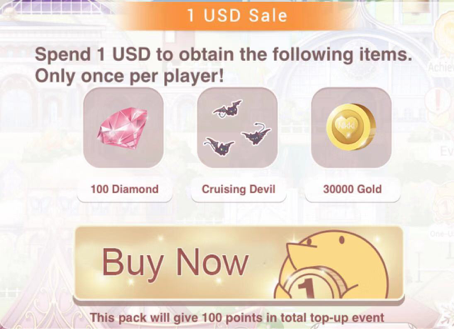 1 USD Sale
Spend 1 USD to obtain the following items.
Only once per player!
100 Diamond
Cruising Devil
30000 Gold
Buy Now
1
This pack will give 100 points in total top-up event